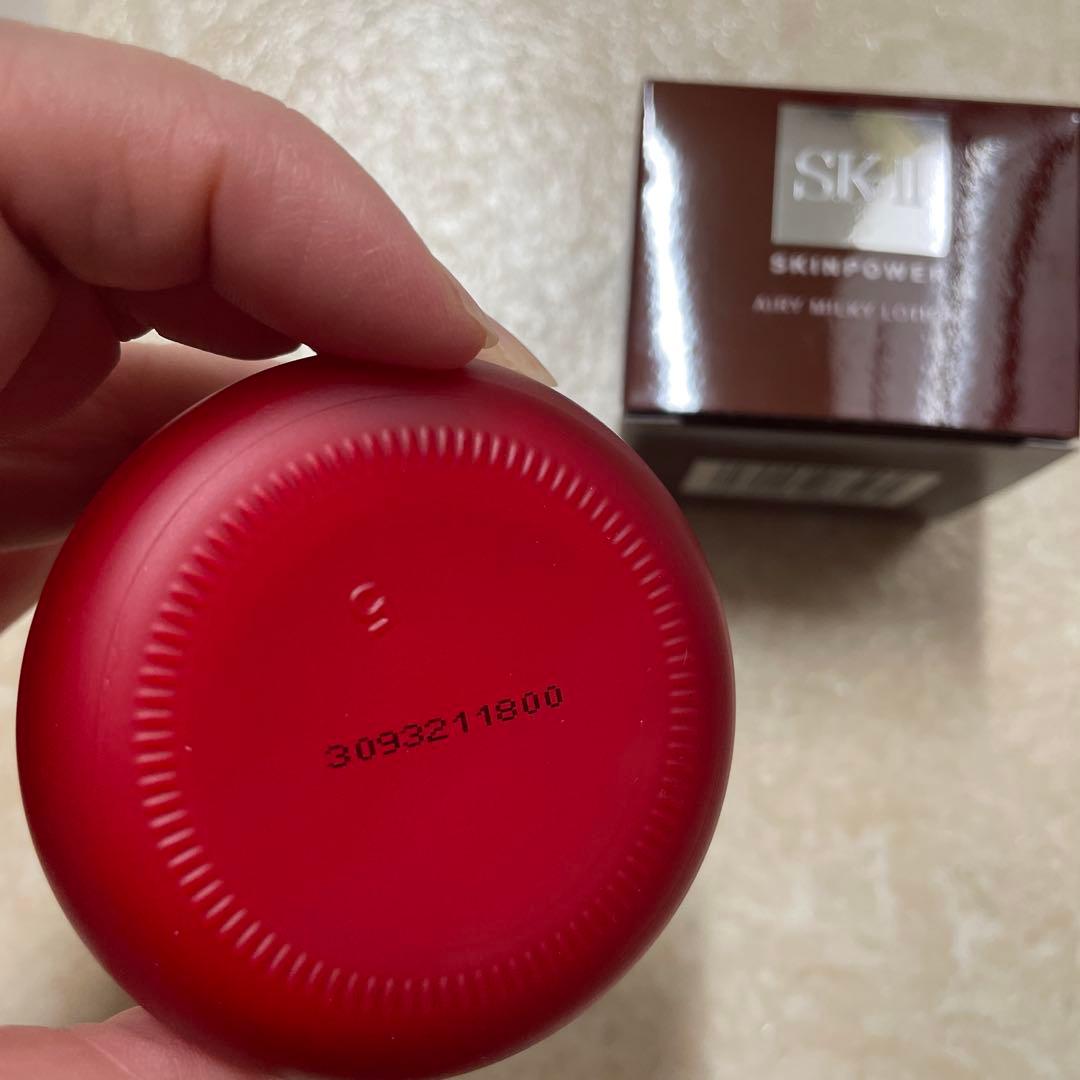 SK-II
SKINPOWER
AIRY MILKY LOTION
3093211800